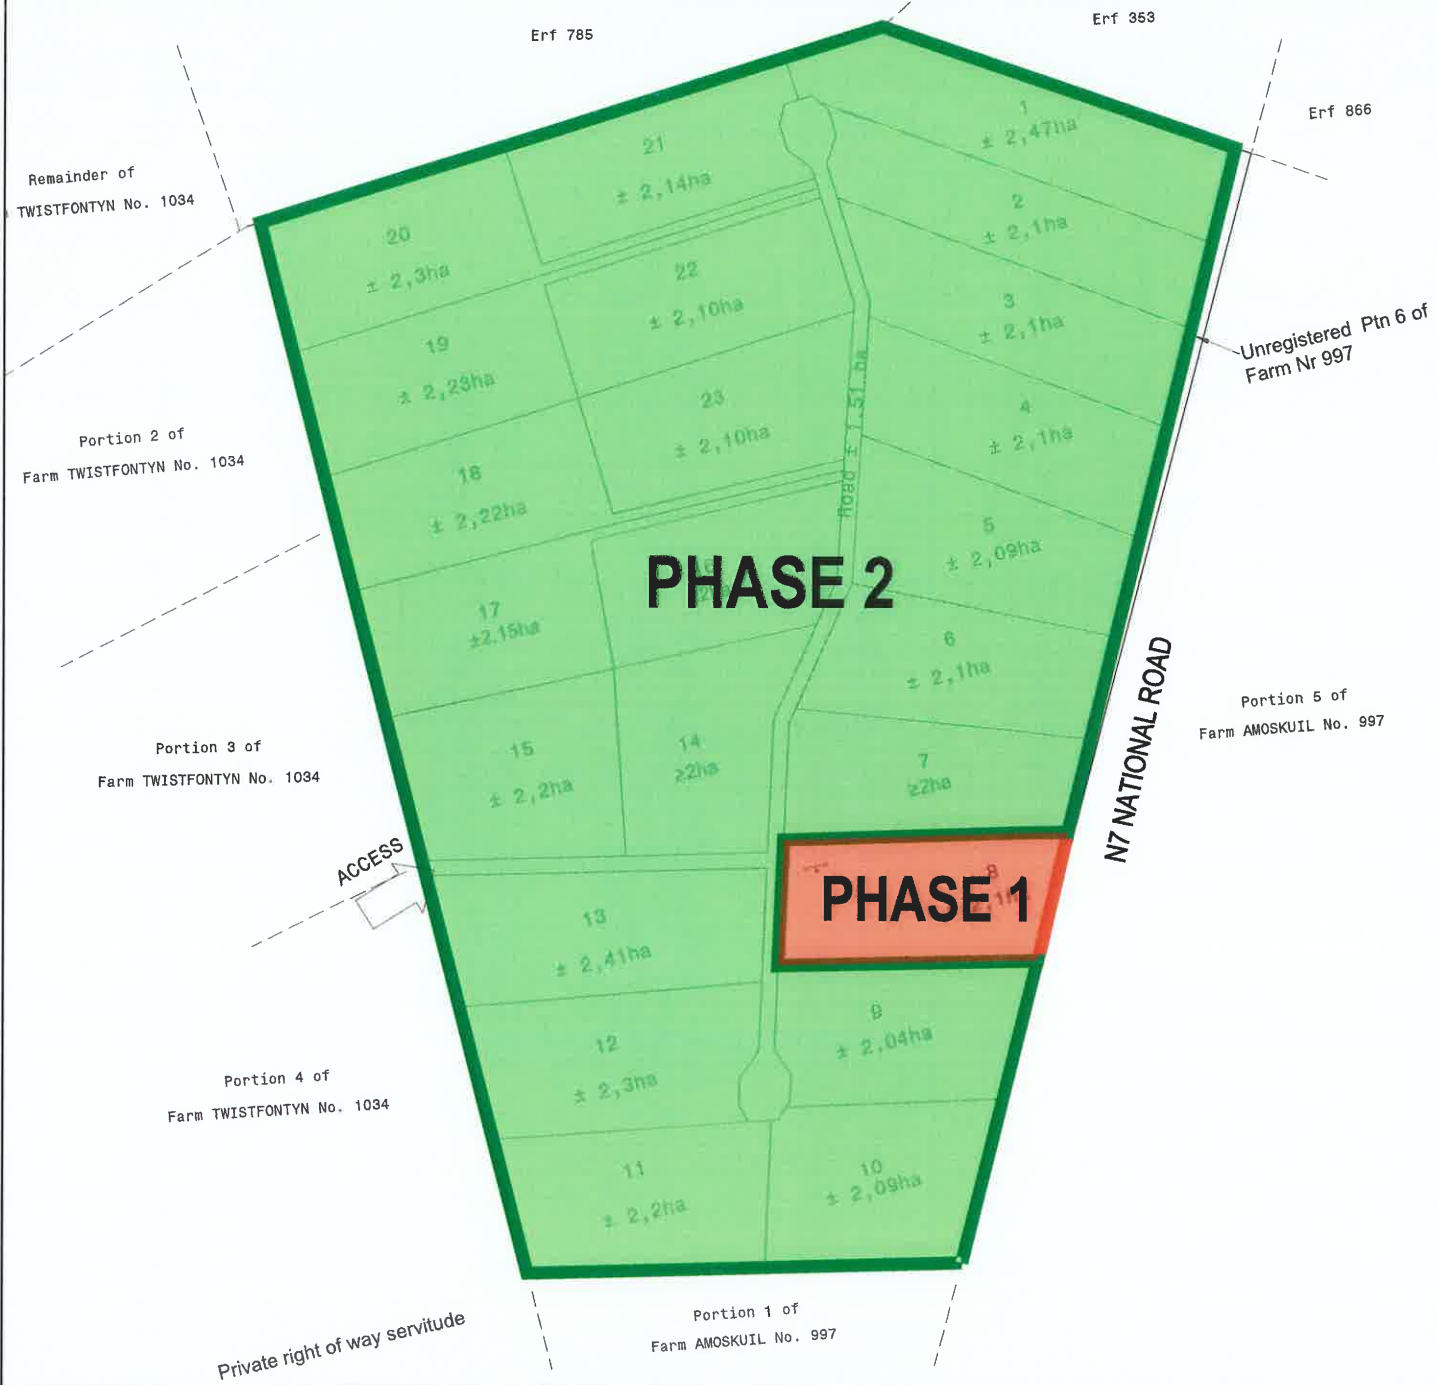 Erf 785
Erf 353
Erf 866
Remainder of
TWISTFONTYN No. 1034
1
± 2,47ha
21
± 2,14ha
2
± 2,1ha
20
± 2,3ha
22
± 2,10ha
3
± 2,1ha
Unregistered Ptn 6 of
Farm Nr 997
19
± 2,23ha
23
± 2,10ha
4
± 2,1ha
Road ± 1,51 ha
Portion 2 of
Farm TWISTFONTYN No. 1034
18
± 2,22ha
5
± 2,09ha
PHASE 2
17
±2.15ha
6
± 2,1ha
N7 NATIONAL ROAD
Portion 5 of
Farm AMOSKUIL No. 997
Portion 3 of
Farm TWISTFONTYN No. 1034
15
± 2,2ha
14
≥2ha
7
≥2ha
ACCESS
8
PHASE 1
13
± 2,41ha
9
± 2,04ha
12
± 2,3ha
Portion 4 of
Farm TWISTFONTYN No. 1034
11
± 2,2ha
10
± 2,09ha
Portion 1 of
Farm AMOSKUIL No. 997
Private right of way servitude